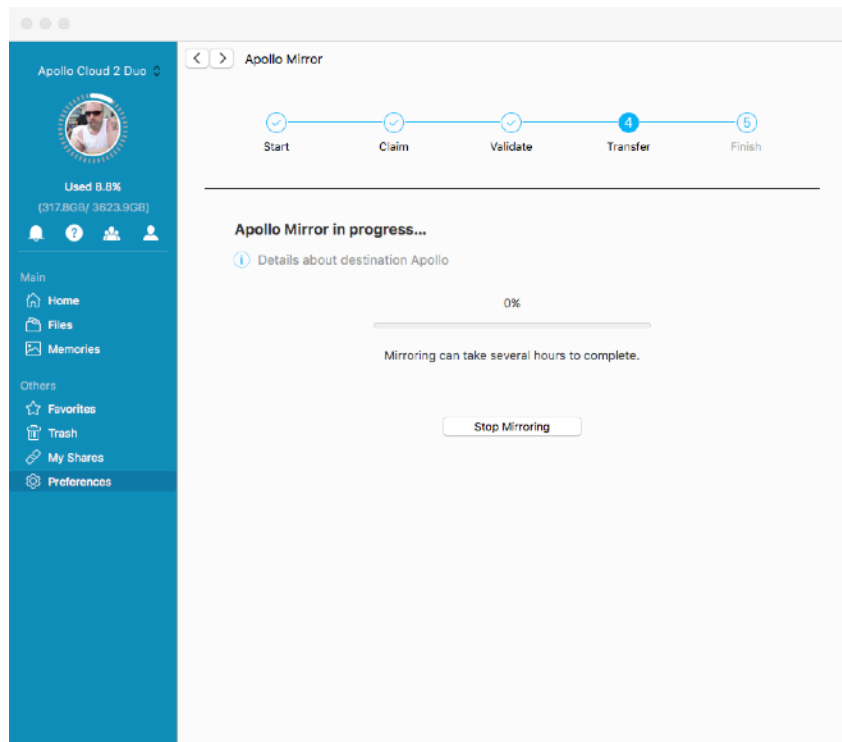 Apollo Cloud 2 Duo
Used 8.8%
(317.8GB/ 3623.9GB)
Main
Home
Files
Memories
Others
Favorites
Trash
My Shares
Preferences
Apollo Mirror
Start
Claim
Validate
4
Transfer
5
Finish
Apollo Mirror in progress...
Details about destination Apollo
0%
Mirroring can take several hours to complete.
Stop Mirroring